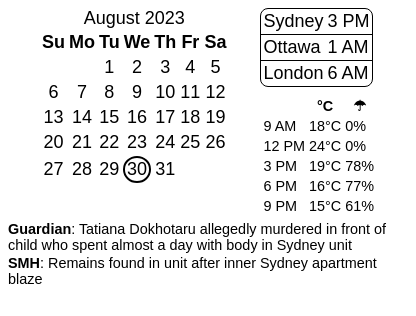 August 2023
Su Mo Tu We Th Fr Sa
1 2 3 4 5
6 7 8 9 10 11 12
13 14 15 16 17 18 19
20 21 22 23 24 25 26
27 28 29 30 31
Sydney 3 PM
Ottawa 1 AM
London 6 AM
°C ☂
9 AM 18°C 0%
12 PM 24°C 0%
3 PM 19°C 78%
6 PM 16°C 77%
9 PM 15°C 61%
Guardian: Tatiana Dokhotaru allegedly murdered in front of
child who spent almost a day with body in Sydney unit
SMH: Remains found in unit after inner Sydney apartment
blaze